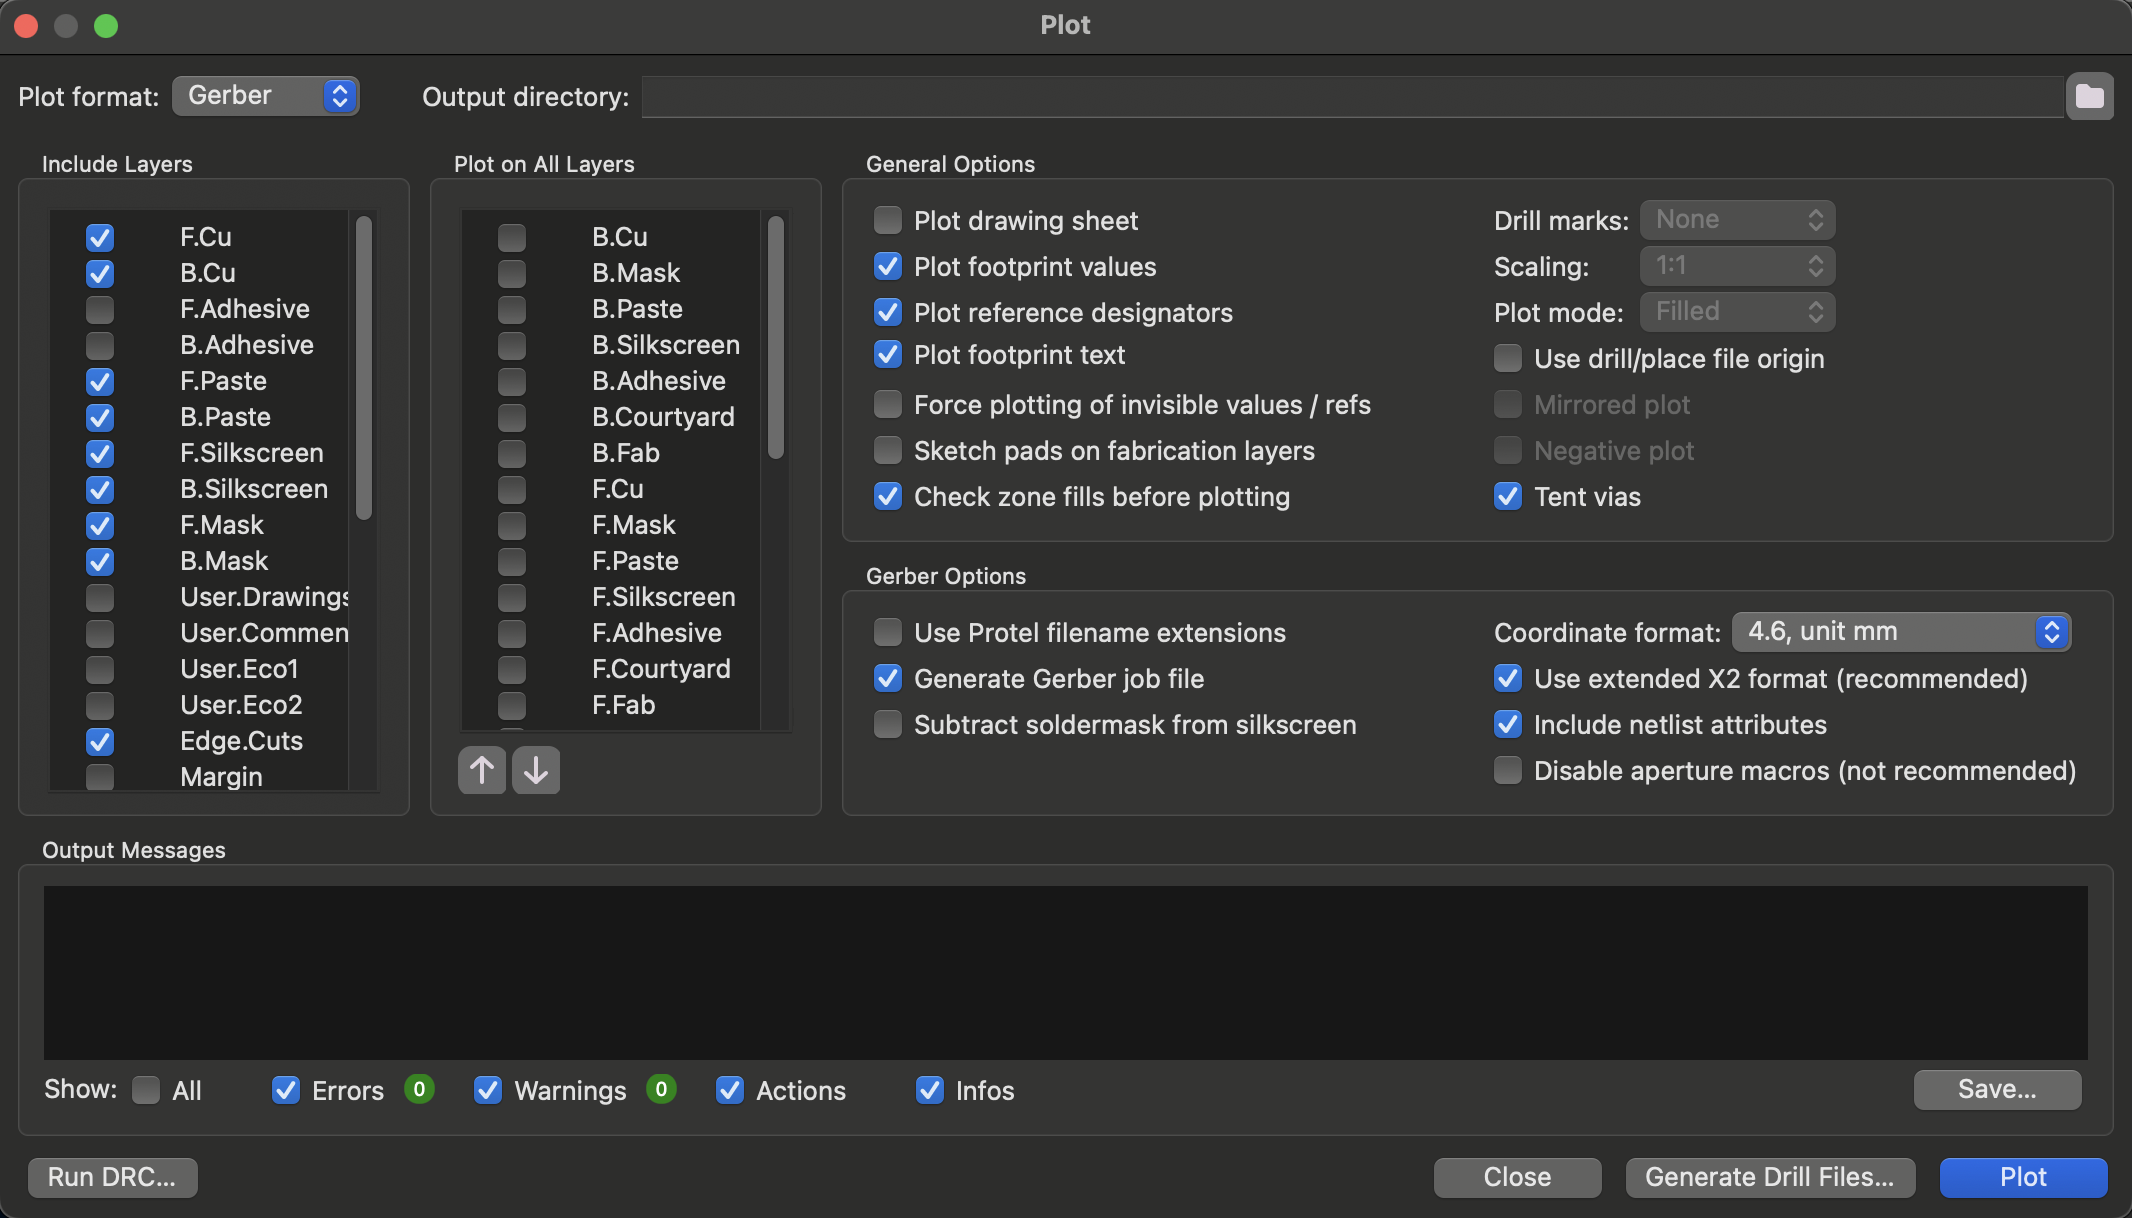 Plot
Plot format: Gerber Output directory:
Include Layers
F.Cu
B.Cu
F.Adhesive
B.Adhesive
F.Paste
B.Paste
F.Silkscreen
B.Silkscreen
F.Mask
B.Mask
User.Drawings
User.Commen
User.Eco1
User.Eco2
Edge.Cuts
Margin
Plot on All Layers
B.Cu
B.Mask
B.Paste
B.Silkscreen
B.Adhesive
B.Courtyard
B.Fab
F.Cu
F.Mask
F.Paste
F.Silkscreen
F.Adhesive
F.Courtyard
F.Fab
General Options
Plot drawing sheet
Plot footprint values
Plot reference designators
Plot footprint text
Force plotting of invisible values / refs
Sketch pads on fabrication layers
Check zone fills before plotting
Drill marks: None
Scaling: 1:1
Plot mode: Filled
Use drill/place file origin
Mirrored plot
Negative plot
Tent vias
Gerber Options
Use Protel filename extensions
Generate Gerber job file
Subtract soldermask from silkscreen
Coordinate format: 4.6, unit mm
Use extended X2 format (recommended)
Include netlist attributes
Disable aperture macros (not recommended)
Output Messages
Show: All Errors 0 Warnings 0 Actions Infos Save...
Run DRC... Close Generate Drill Files... Plot